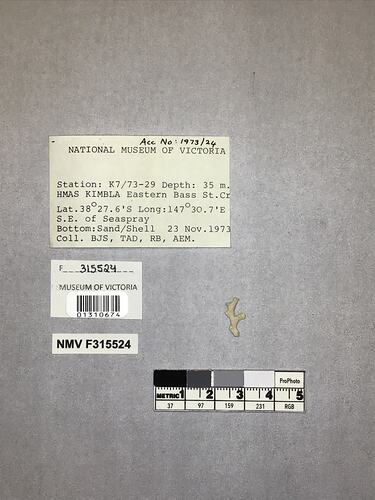 Acc No: 1973/24
NATIONAL MUSEUM OF VICTORIA
Station: K7/73-29 Depth: 35 m.
HMAS KIMBLA Eastern Bass St.Cr
Lat.38°27.6'S Long:147°30.7'E
S.E. of Seaspray
Bottom:Sand/Shell 23 Nov.1973
Coll. BJS, TAD, RB, AEM.
F 315524
MUSEUM OF VICTORIA
01310674
NMV F315524
ProPhoto
METRIC 1 2 3 4 5
37 97 159 231 RGB